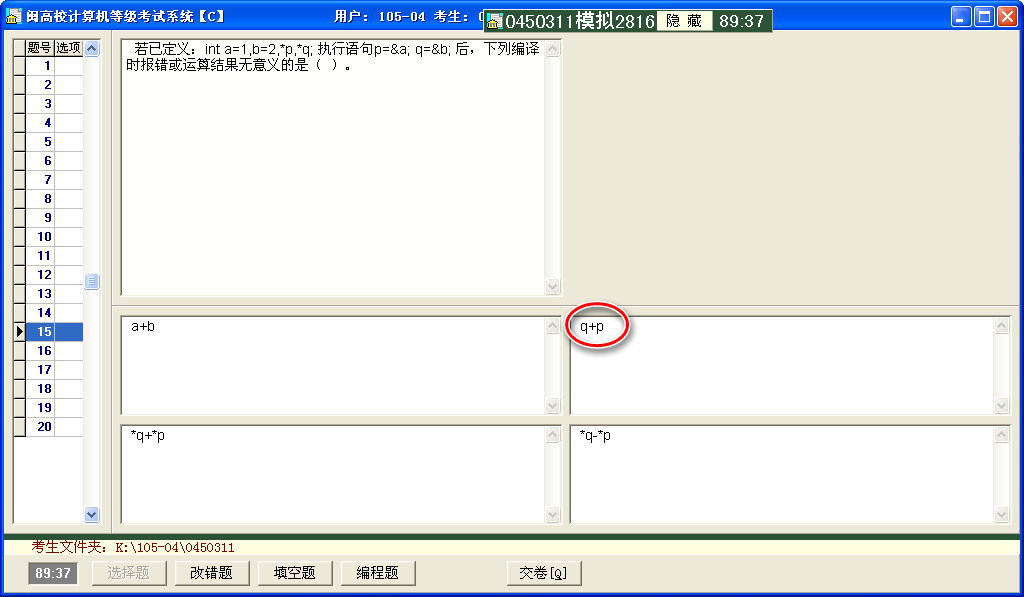 闽高校计算机等级考试系统【C】
用户: 105-04 考生:
0450311模拟2816 隐 藏 89:37
题号 选项
1
2
3
4
5
6
7
8
9
10
11
12
13
14
15
16
17
18
19
20
若已定义：int a=1,b=2,*p,*q; 执行语句p=&a; q=&b; 后，下列编译
时报错或运算结果无意义的是（ ）。
a+b
q+p
*q+*p
*q-*p
考生文件夹: K:\105-04\0450311
89:37 选择题 改错题 填空题 编程题 交卷[Q]